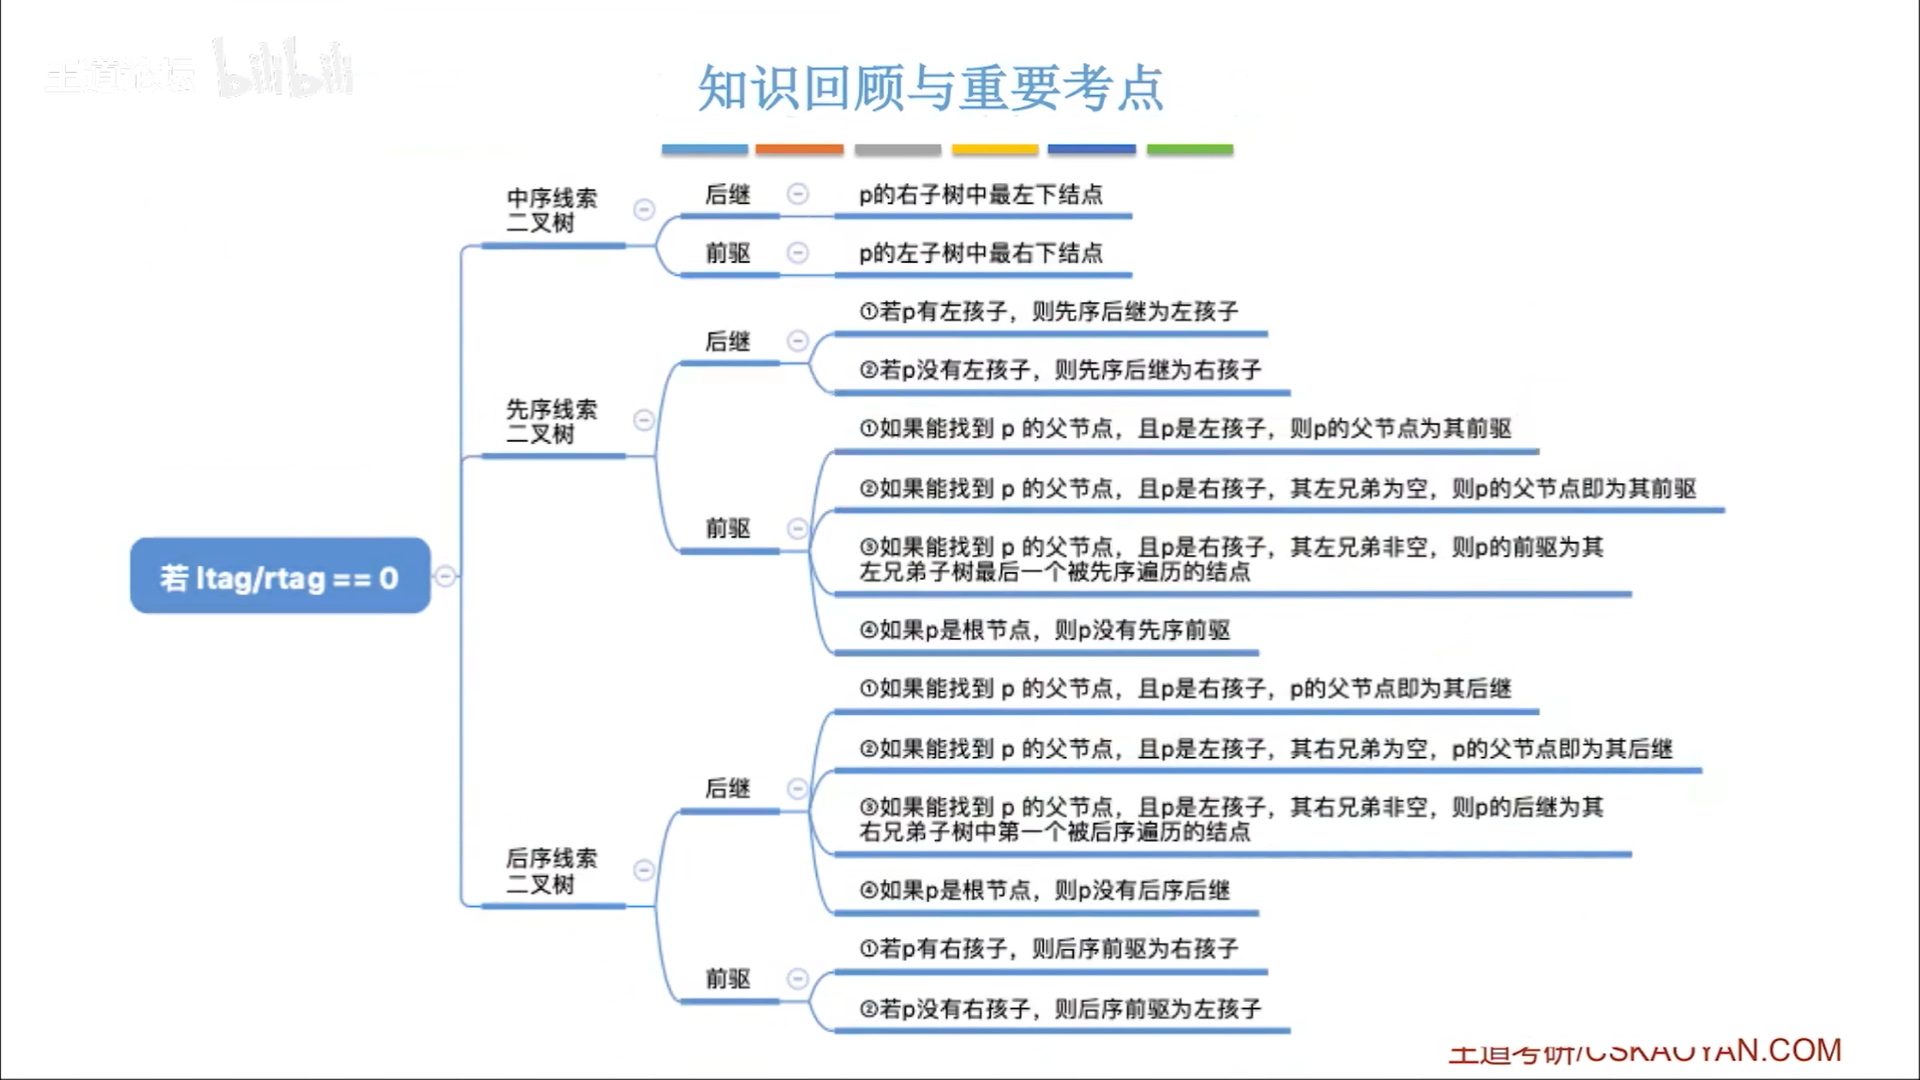 王道论坛 bilibili
知识回顾与重要考点
中序线索
二叉树
后继
p的右子树中最左下结点
前驱
p的左子树中最右下结点
先序线索
二叉树
后继
①若p有左孩子，则先序后继为左孩子
②若p没有左孩子，则先序后继为右孩子
前驱
①如果能找到 p 的父节点，且p是左孩子，则p的父节点为其前驱
②如果能找到 p 的父节点，且p是右孩子，其左兄弟为空，则p的父节点即为其前驱
③如果能找到 p 的父节点，且p是右孩子，其左兄弟非空，则p的前驱为其
左兄弟子树最后一个被先序遍历的结点
④如果p是根节点，则p没有先序前驱
若 ltag/rtag == 0
后序线索
二叉树
后继
①如果能找到 p 的父节点，且p是右孩子，p的父节点即为其后继
②如果能找到 p 的父节点，且p是左孩子，其右兄弟为空，p的父节点即为其后继
③如果能找到 p 的父节点，且p是左孩子，其右兄弟非空，则p的后继为其
右兄弟子树中第一个被后序遍历的结点
④如果p是根节点，则p没有后序后继
前驱
①若p有右孩子，则后序前驱为右孩子
②若p没有右孩子，则后序前驱为左孩子
王道考研/CSKAOYAN.COM